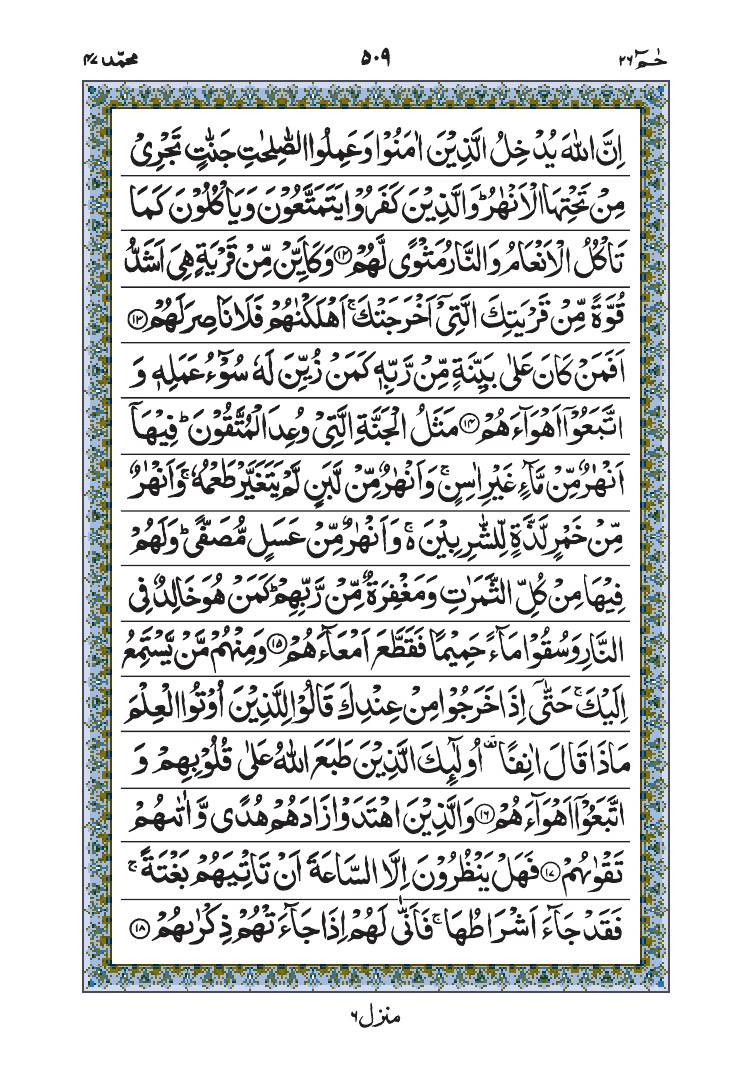 حٰمٓ ۲۶ ۵۰۹ محمّد ۴۷
اِنَّ اللّٰهَ يُدۡخِلُ الَّذِيۡنَ اٰمَنُوۡا وَعَمِلُوا الصّٰلِحٰتِ جَنّٰتٍ تَجۡرِىۡ
مِنۡ تَحۡتِهَا الۡاَنۡهٰرُ‌ؕ وَالَّذِيۡنَ كَفَرُوۡا يَتَمَتَّعُوۡنَ وَيَاۡكُلُوۡنَ كَمَا
تَاۡكُلُ الۡاَنۡعَامُ وَالنَّارُ مَثۡوًى لَّهُمۡ‏ ﴿۱۲﴾ وَكَاَيِّنۡ مِّنۡ قَرۡيَةٍ هِىَ اَشَدُّ
قُوَّةً مِّنۡ قَرۡيَتِكَ الَّتِىۡۤ اَخۡرَجَتۡكَ‌ۚ اَهۡلَكۡنٰهُمۡ فَلَا نَاصِرَ لَهُمۡ‏ ﴿۱۳﴾
اَفَمَنۡ كَانَ عَلٰى بَيِّنَةٍ مِّنۡ رَّبِّهٖ كَمَنۡ زُيِّنَ لَهٗ سُوۡٓءُ عَمَلِهٖ وَ
اتَّبَعُوۡۤا اَهۡوَآءَهُمۡ‏ ﴿۱۴﴾ مَثَلُ الۡجَنَّةِ الَّتِىۡ وُعِدَ الۡمُتَّقُوۡنَ‌ؕ فِيۡهَاۤ
اَنۡهٰرٌ مِّنۡ مَّآءٍ غَيۡرِ اٰسِنٍ‌ۚ وَاَنۡهٰرٌ مِّنۡ لَّبَنٍ لَّمۡ يَتَغَيَّرۡ طَعۡمُهٗ‌ۚ وَاَنۡهٰرٌ
مِّنۡ خَمۡرٍ لَّذَّةٍ لِّلشّٰرِبِيۡنَ ۚ وَاَنۡهٰرٌ مِّنۡ عَسَلٍ مُّصَفًّى‌ؕ وَلَهُمۡ
فِيۡهَا مِنۡ كُلِّ الثَّمَرٰتِ وَمَغۡفِرَةٌ مِّنۡ رَّبِّهِمۡ‌ؕ كَمَنۡ هُوَ خَالِدٌ فِى
النَّارِ وَسُقُوۡا مَآءً حَمِيۡمًا فَقَطَّعَ اَمۡعَآءَهُمۡ‏ ﴿۱۵﴾ وَمِنۡهُمۡ مَّنۡ يَّسۡتَمِعُ
اِلَيۡكَ‌ۚ حَتّٰٓى اِذَا خَرَجُوۡا مِنۡ عِنۡدِكَ قَالُوۡا لِلَّذِيۡنَ اُوۡتُوا الۡعِلۡمَ
مَاذَا قَالَ اٰنِفًا‌ اُولٰٓٮِٕكَ الَّذِيۡنَ طَبَعَ اللّٰهُ عَلٰى قُلُوۡبِهِمۡ وَ
اتَّبَعُوۡۤا اَهۡوَآءَهُمۡ‏ ﴿۱۶﴾ وَالَّذِيۡنَ اهۡتَدَوۡا زَادَهُمۡ هُدًى وَّاٰتٰٮهُمۡ
تَقۡوٰٮهُمۡ‏ ﴿۱۷﴾ فَهَلۡ يَنۡظُرُوۡنَ اِلَّا السَّاعَةَ اَنۡ تَاۡتِيَهُمۡ بَغۡتَةً ‌ۚ
فَقَدۡ جَآءَ اَشۡرَاطُهَا‌ۚ فَاَنّٰى لَهُمۡ اِذَا جَآءَتۡهُمۡ ذِكۡرٰٮهُمۡ‏ ﴿۱۸﴾
منزل ۶